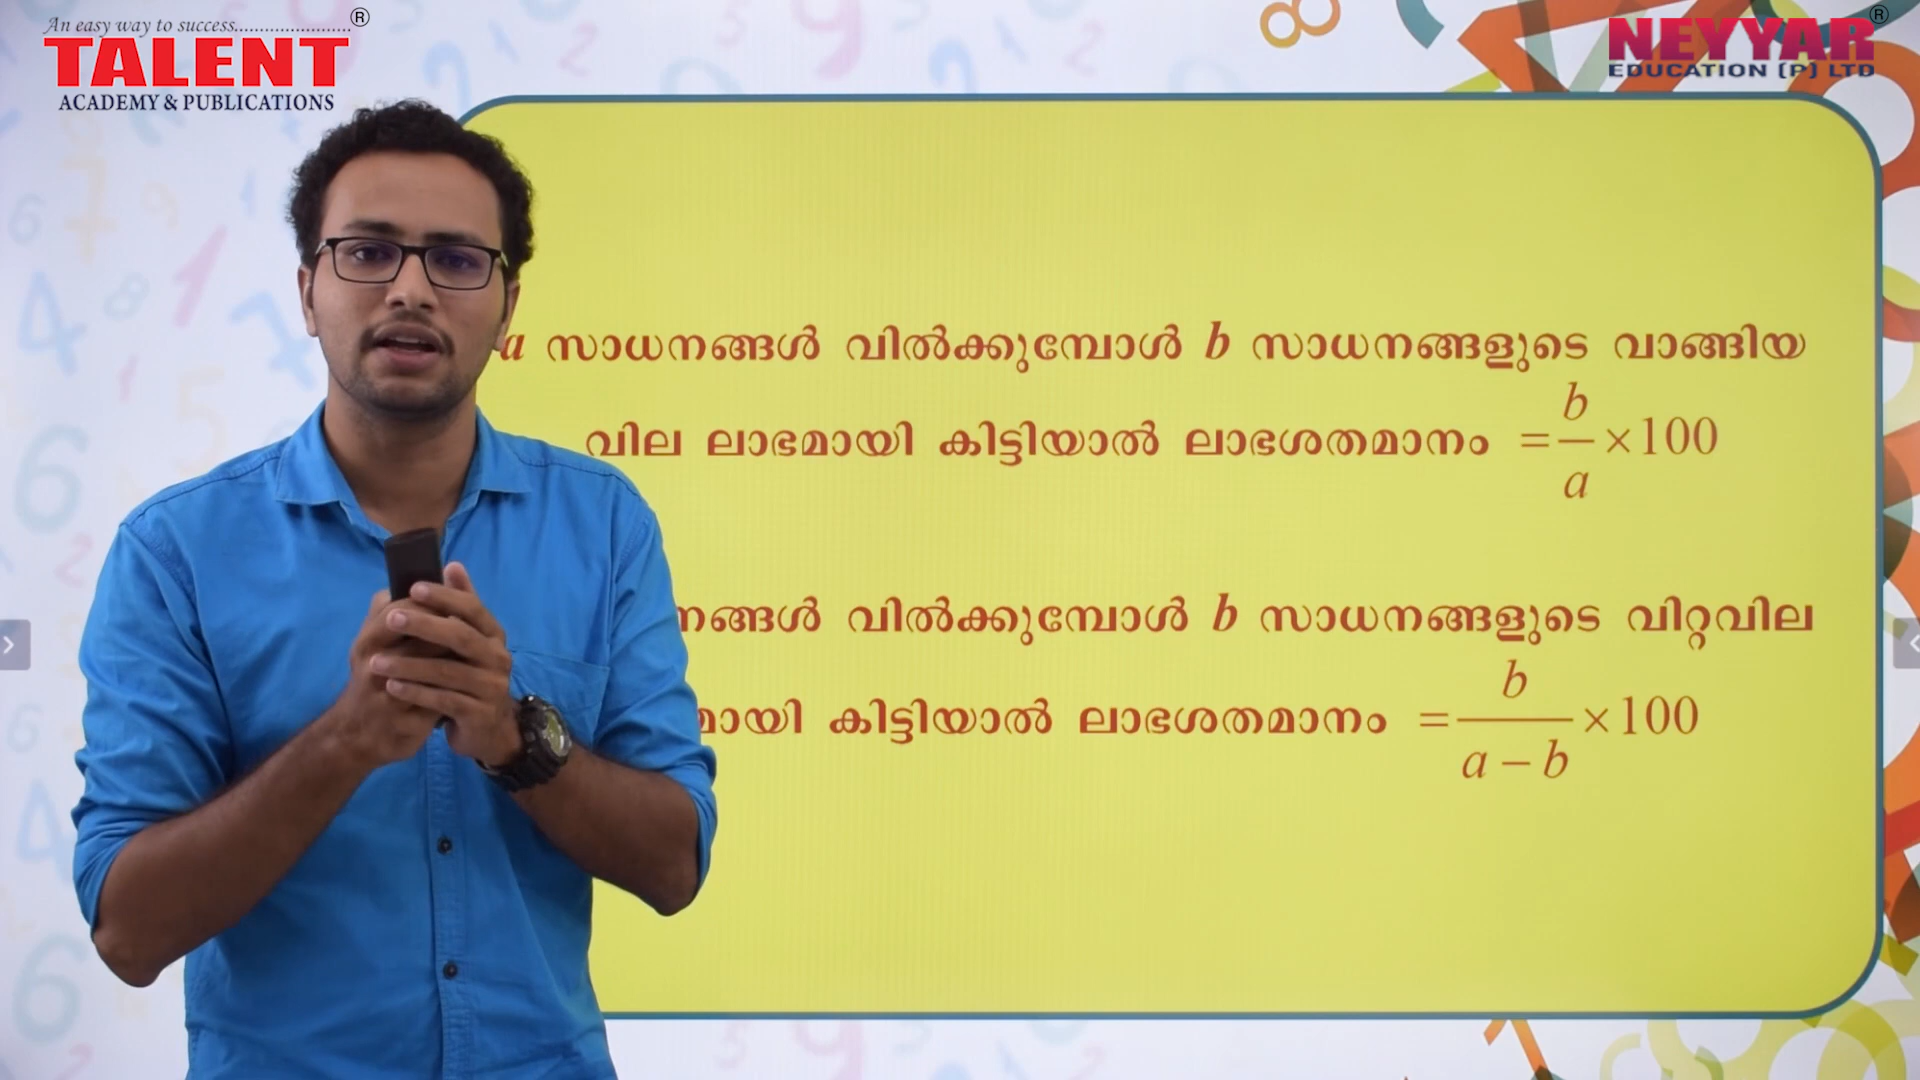 An easy way to success.......................®
TALENT
ACADEMY & PUBLICATIONS
NEYYAR®
EDUCATION (P) LTD
a സാധനങ്ങൾ വിൽക്കുമ്പോൾ b സാധനങ്ങളുടെ വാങ്ങിയ
വില ലാഭമായി കിട്ടിയാൽ ലാഭശതമാനം = b/a ×100
നങ്ങൾ വിൽക്കുമ്പോൾ b സാധനങ്ങളുടെ വിറ്റവില
മായി കിട്ടിയാൽ ലാഭശതമാനം = b/(a – b) ×100